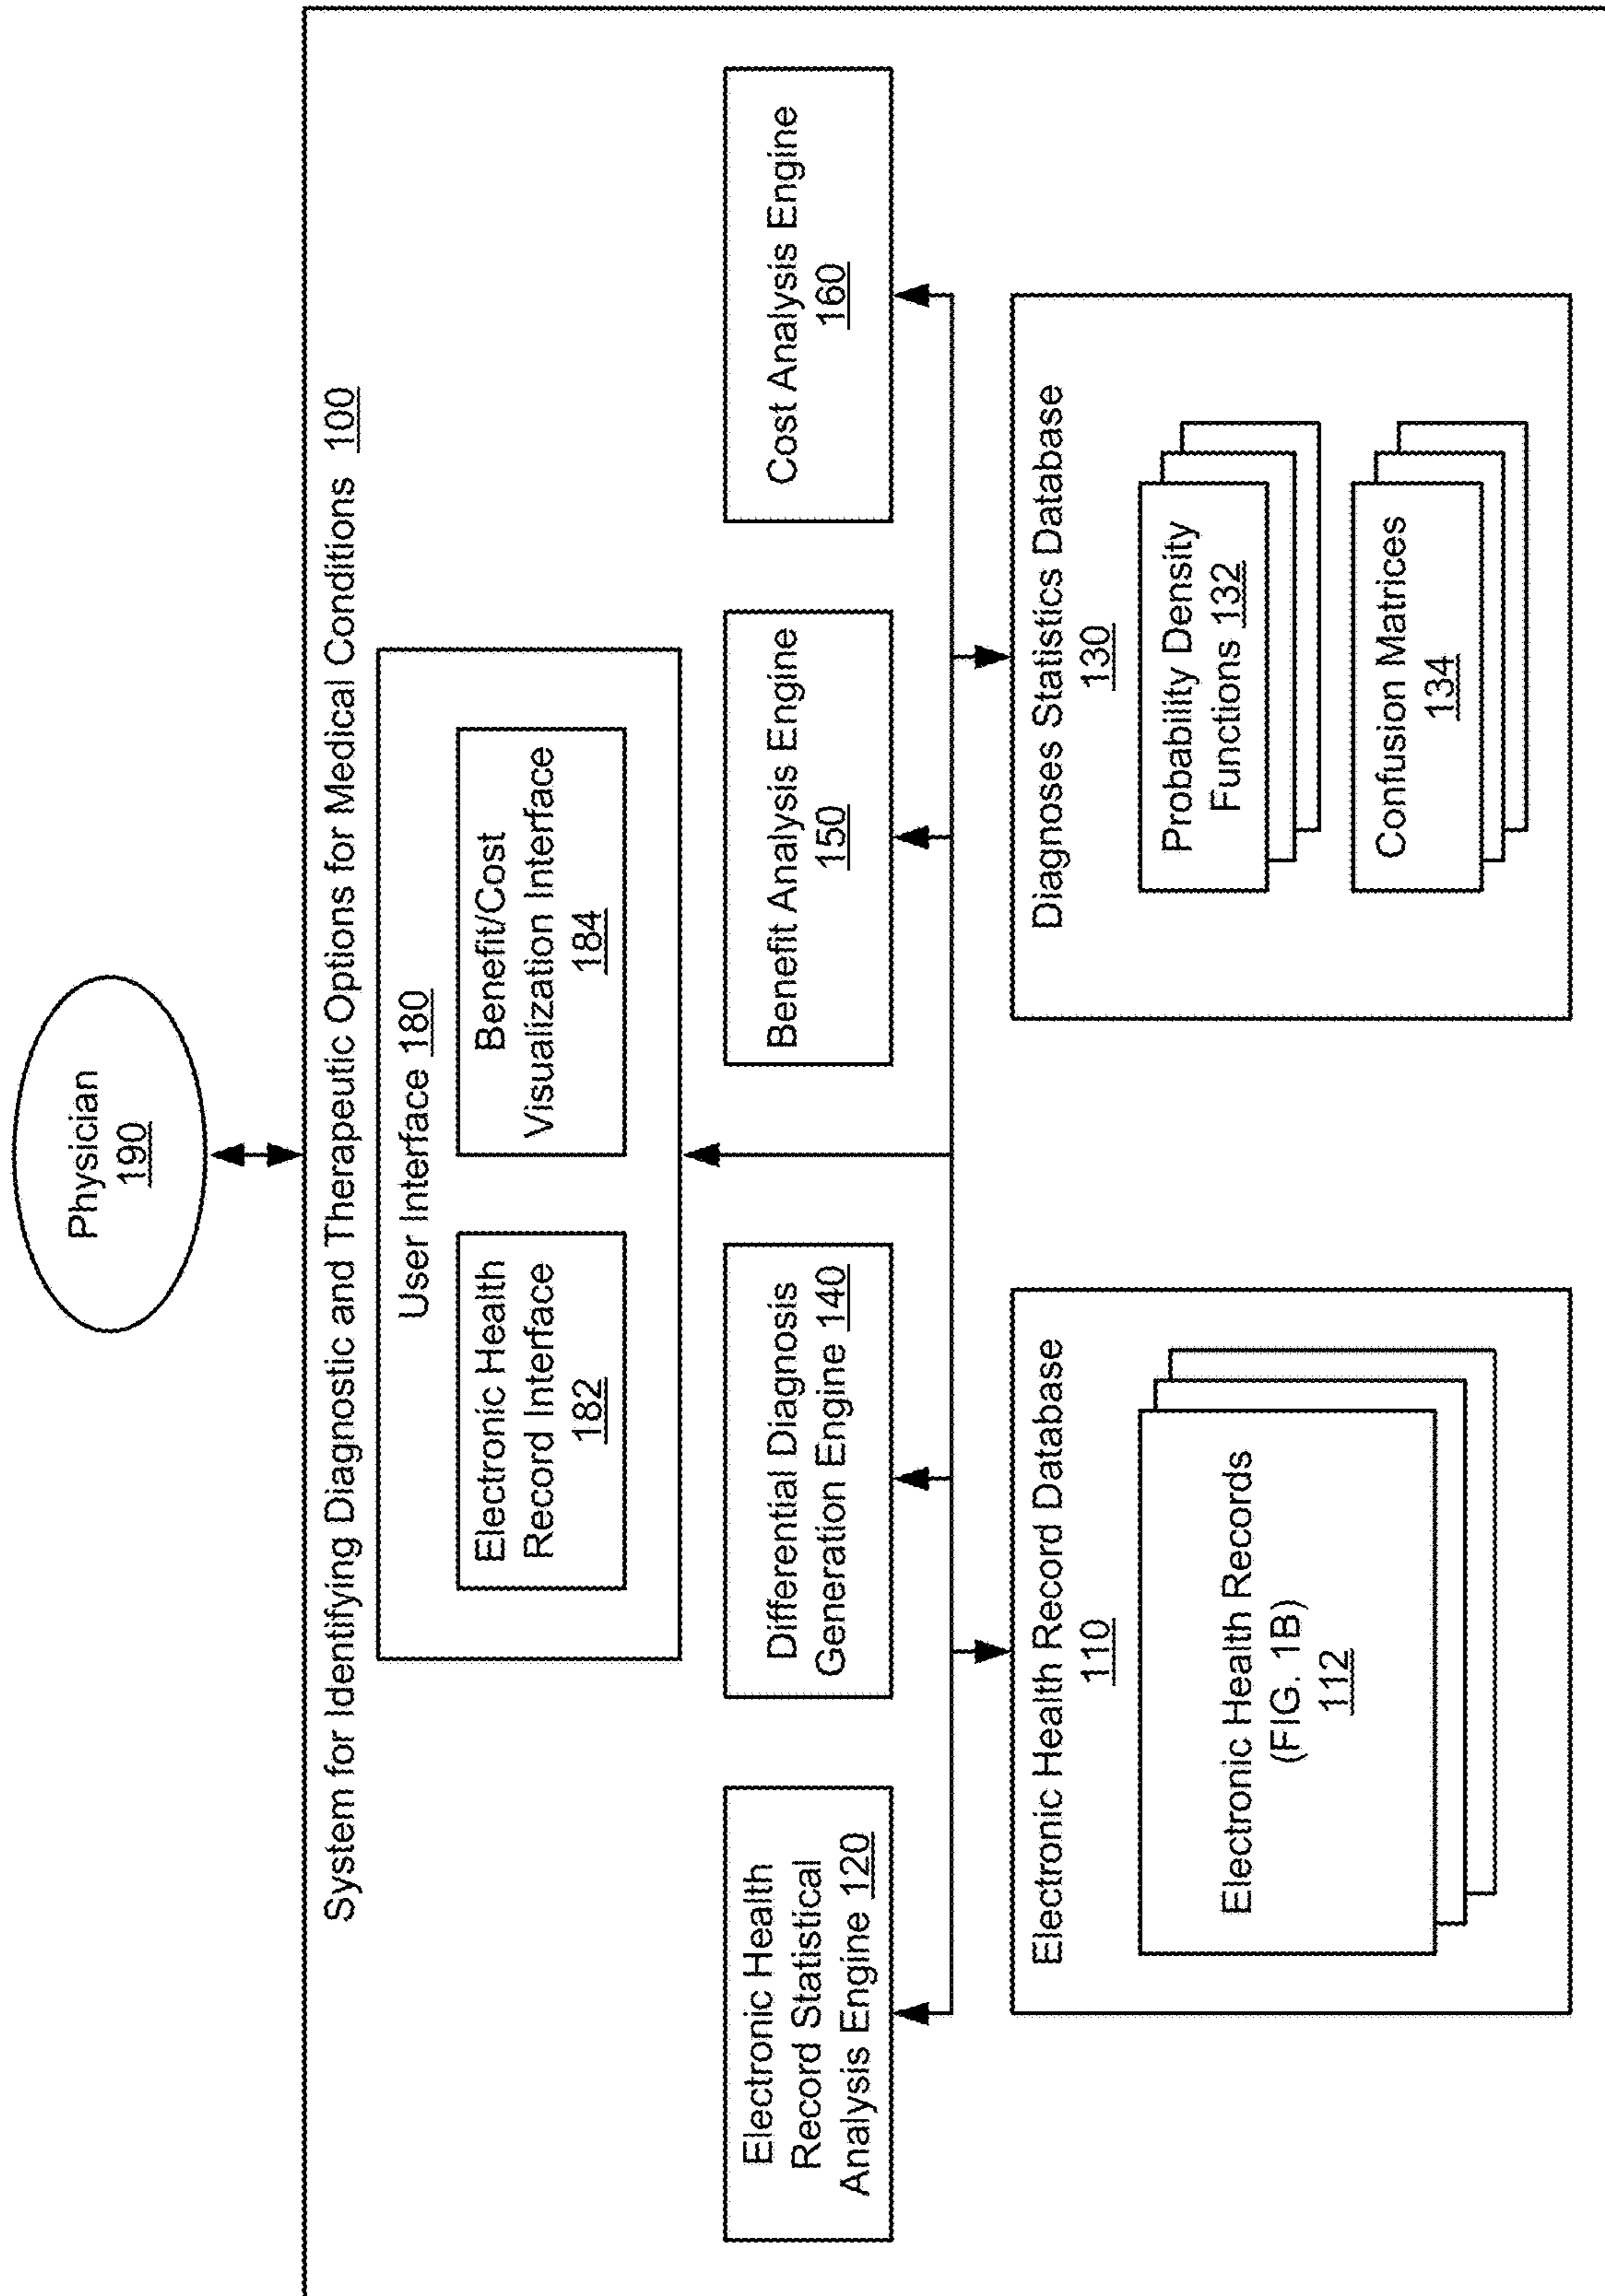 Physician
190
System for Identifying Diagnostic and Therapeutic Options for Medical Conditions 100
User Interface 180
Electronic Health
Record Interface
182
Benefit/Cost
Visualization Interface
184
Electronic Health
Record Statistical
Analysis Engine 120
Differential Diagnosis
Generation Engine 140
Benefit Analysis Engine
150
Cost Analysis Engine
160
Electronic Health Record Database
110
Electronic Health Records
(FIG. 1B)
112
Diagnoses Statistics Database
130
Probability Density
Functions 132
Confusion Matrices
134